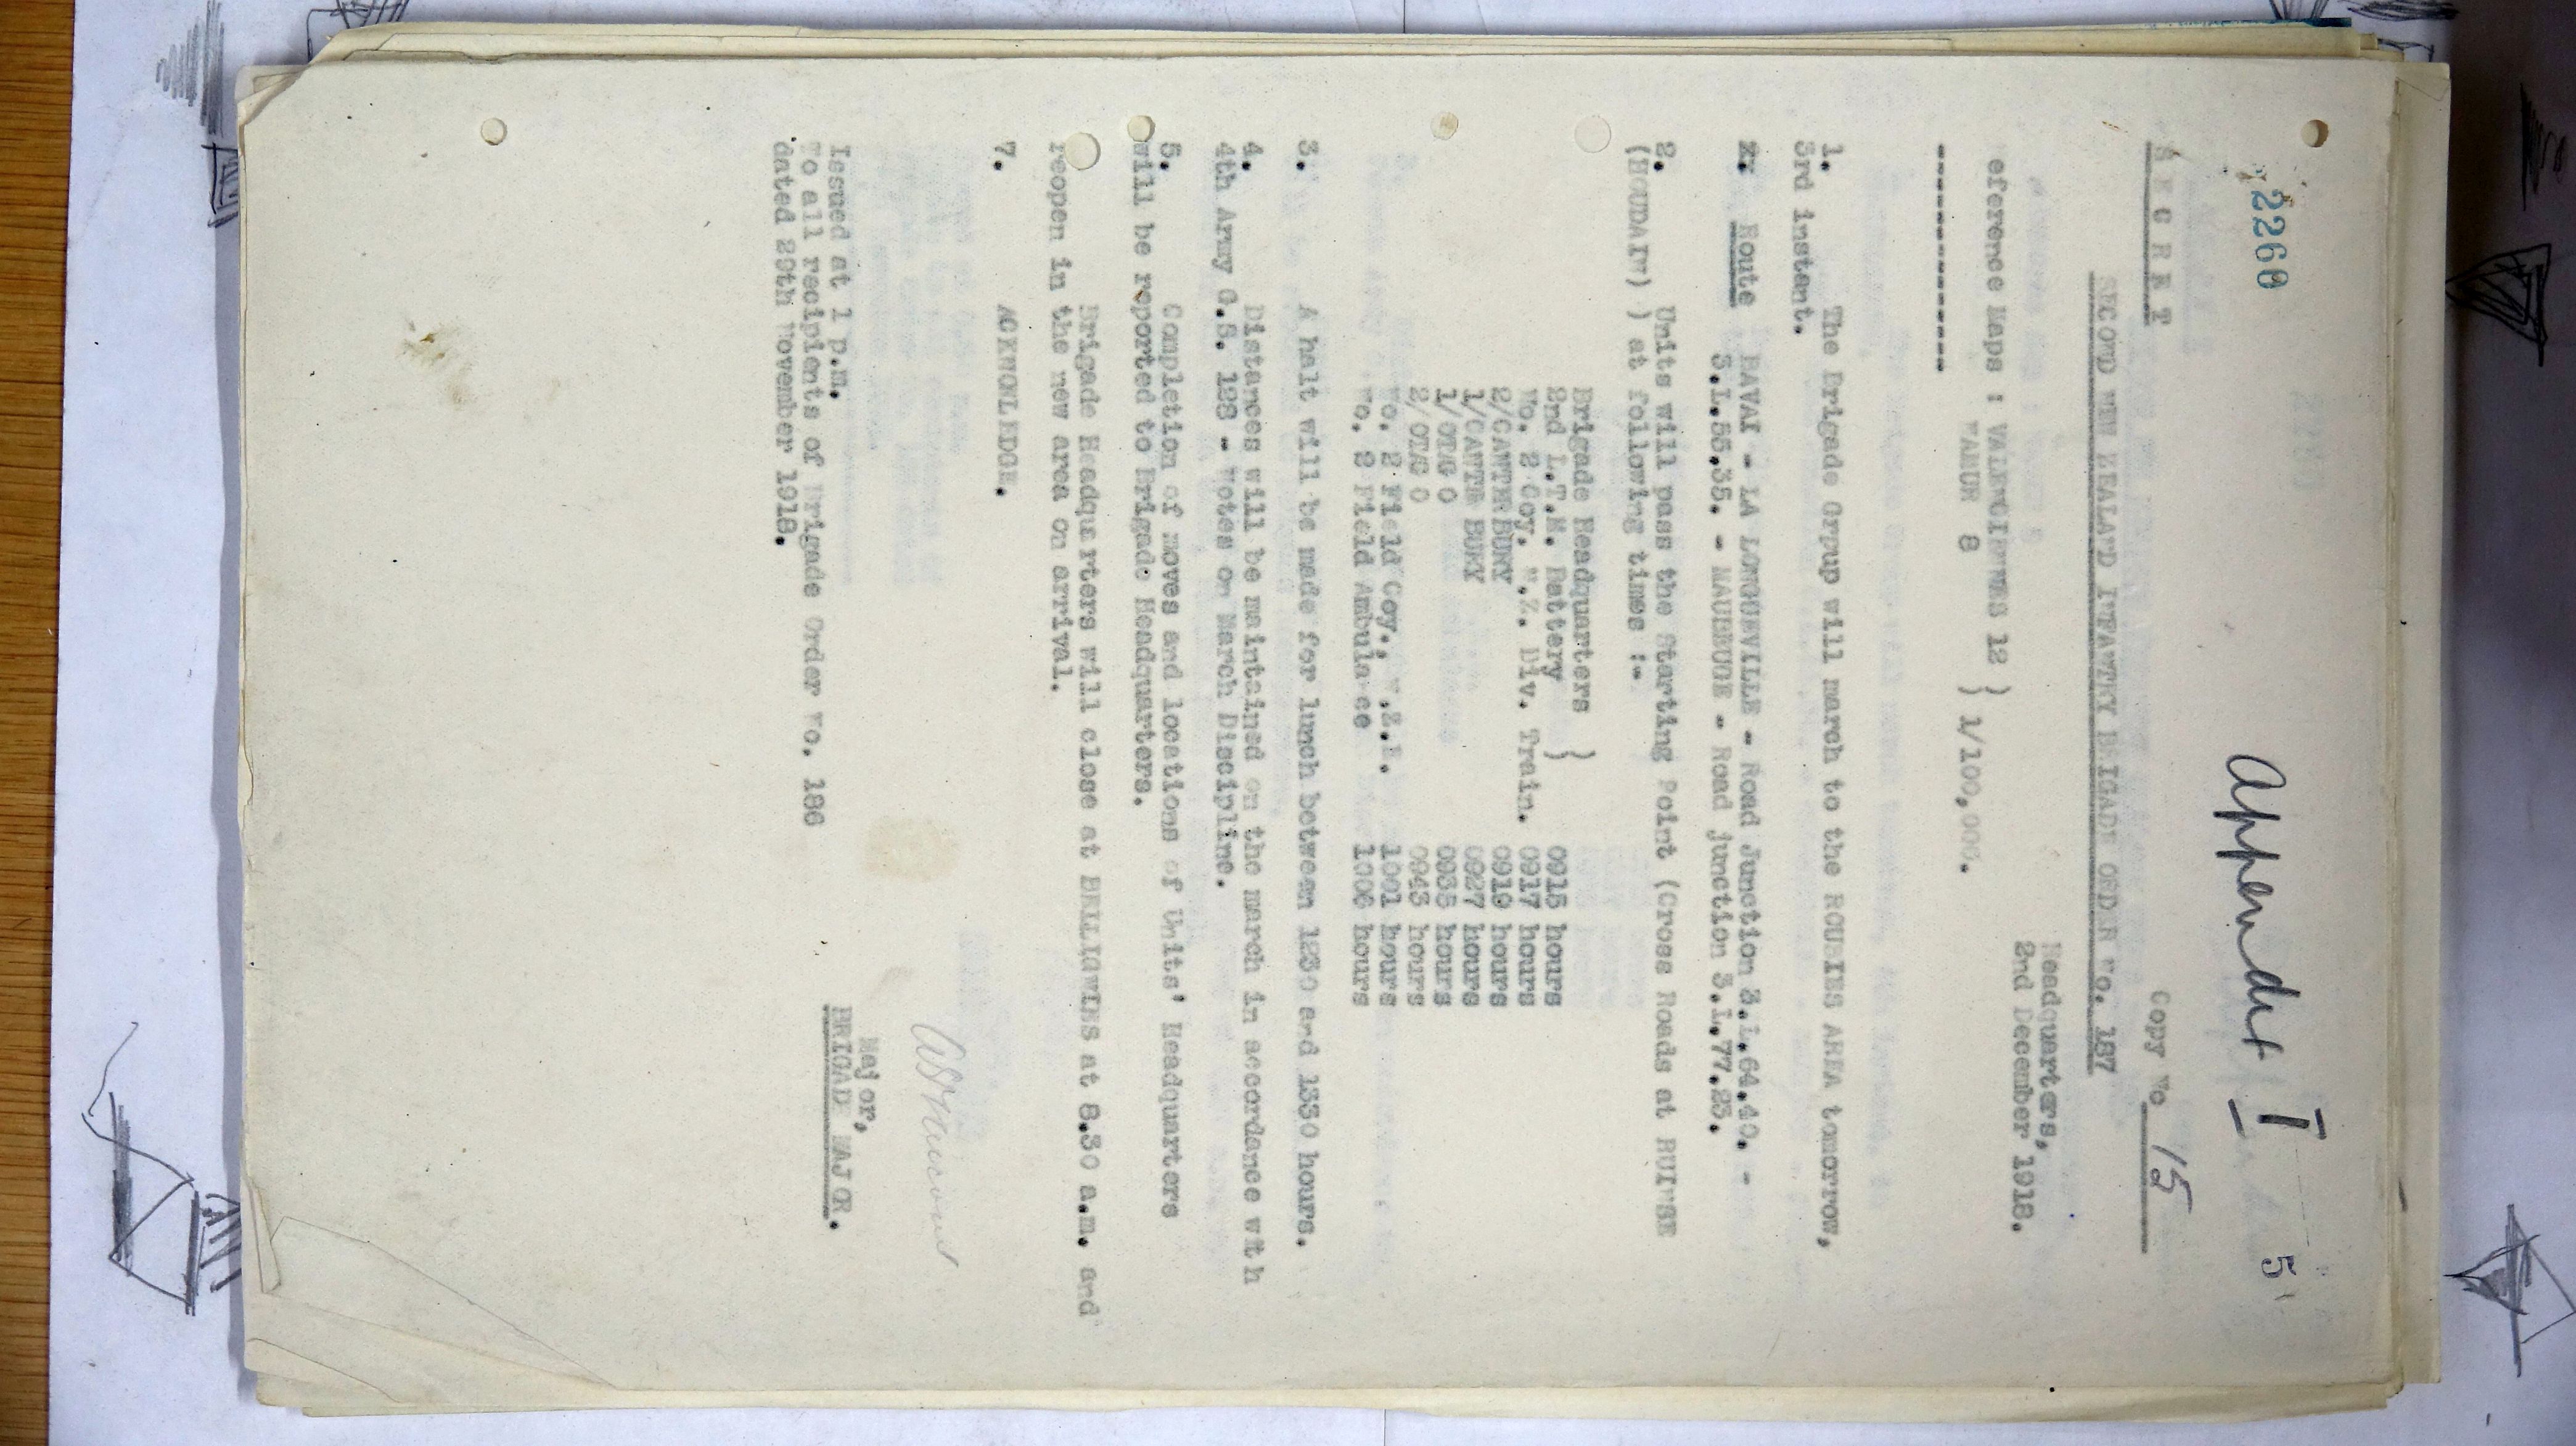 2260
Appendix I
5
SECRET
Copy No 15
SECOND NEW ZEALAND INFANTRY BRIGADE ORDER No. 187
Headquarters,
2nd December 1918.
eference Maps : VALENCIENNES 12 )
NAMUR 8 ) 1/100,000.
------------
1. The Brigade Grpup will march to the ROUSIES AREA tomorrow,
3rd instant.
Route BAVAI - LA LONGUEVILLE - Road Junction 3.L.64.40. -
3.L.55.35. - MAUBEUGE - Road junction 3.L.77.23.
2. Units will pass the Starting Point (Cross Roads at RUINSE
(HOUDAIN) ) at following times :-
Brigade Headquarters )
2nd L.T.M. Battery ) 0915 hours
No. 2 Coy. N.Z. Div. Train. 0917 hours
2/CANTERBURY 0919 hours
1/CANTERBURY 0927 hours
1/OTAGO 0935 hours
2/OTAGO 0943 hours
No. 2 Field Coy., N.Z.E. 1001 hours
No. 2 Field Ambulance 1006 hours
3. A halt will be made for lunch between 1230 and 1330 hours.
4. Distances will be maintained on the march in accordance with
4th Army G.S. 128 - Notes on March Discipline.
5. Completion of moves and locations of Units' Headquarters
will be reported to Brigade Headquarters.
Brigade Headquarters will close at BELLIGNIES at 8.30 a.m. and
reopen in the new area on arrival.
7. ACKNOWLEDGE.
Major,
BRIGADE MAJOR.
Issued at 1 p.m.
To all recipients of Brigade Order No. 186
dated 29th November 1918.